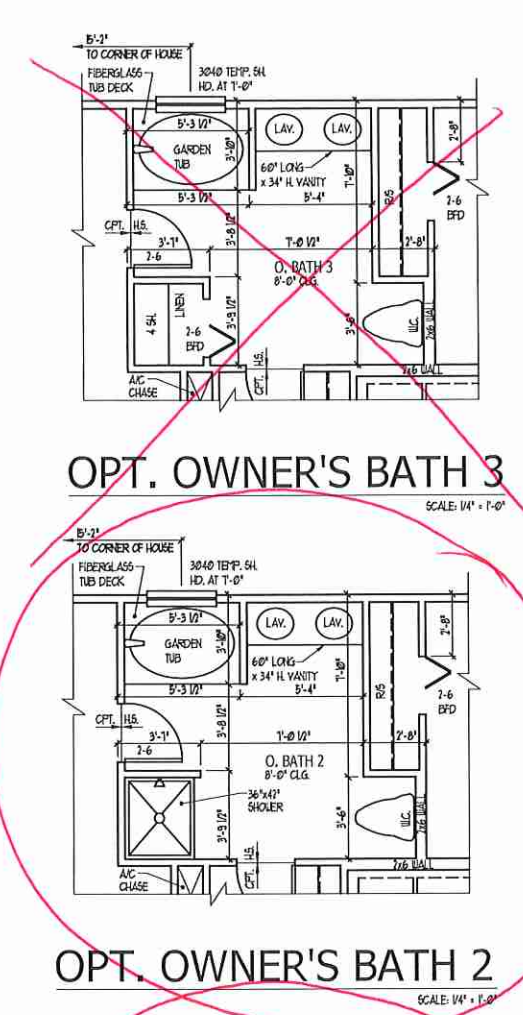 15'-2"
TO CORNER OF HOUSE
FIBERGLASS
TUB DECK
3040 TEMP. SH.
HD. AT 7'-0"
5'-3 1/2"
LAV.
LAV.
2'-8"
GARDEN
TUB
3'-10"
60" LONG
x 34" H. VANITY
7'-10"
R/S
2-6
BFD
5'-3 1/2"
5'-4"
CPT.
H.S.
3'-7"
2-6
3'-8 1/2"
7'-0 1/2"
2'-8"
O. BATH 3
8'-0" CLG.
4 SH.
LINEN
2-6
BFD
3'-9 1/2"
3'-6"
W.C.
2x6 WALL
2x6 WALL
A/C
CHASE
CPT.
H.S.
OPT. OWNER'S BATH 3
SCALE: 1/4" = 1'-0"
15'-2"
TO CORNER OF HOUSE
FIBERGLASS
TUB DECK
3040 TEMP. SH.
HD. AT 7'-0"
5'-3 1/2"
LAV.
LAV.
2'-8"
GARDEN
TUB
3'-10"
60" LONG
x 34" H. VANITY
7'-10"
R/S
2-6
BFD
5'-3 1/2"
5'-4"
CPT.
H.S.
3'-7"
2-6
3'-8 1/2"
7'-0 1/2"
2'-8"
O. BATH 2
8'-0" CLG.
36"x42"
SHOWER
3'-9 1/2"
3'-6"
W.C.
2x6 WALL
2x6 WALL
A/C
CHASE
CPT.
H.S.
OPT. OWNER'S BATH 2
SCALE: 1/4" = 1'-0"